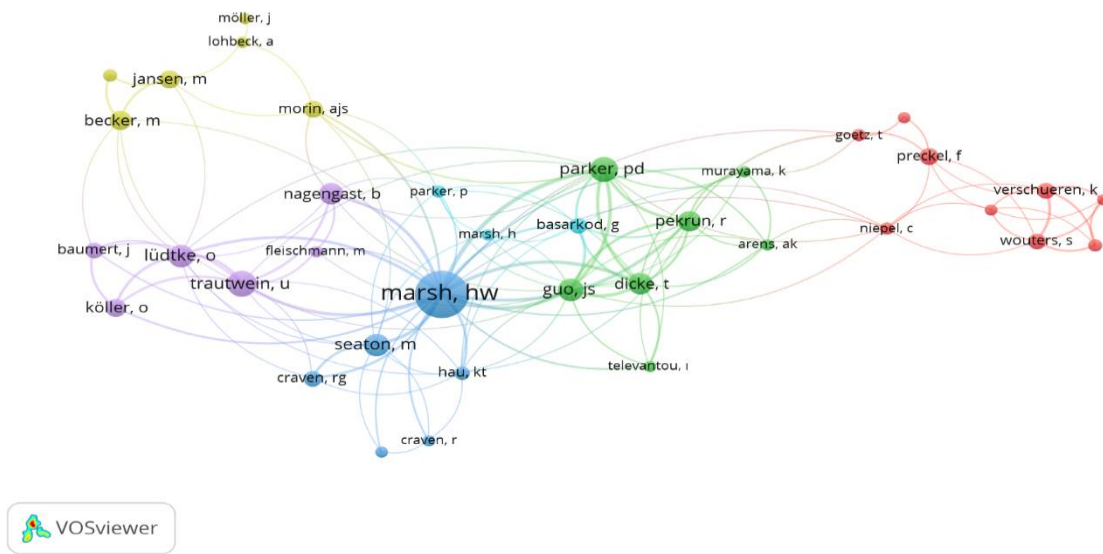 möller, j
lohbeck, a
jansen, m
becker, m
morin, ajs
goetz, t
preckel, f
parker, pd
murayama, k
nagengast, b
parker, p
verschueren, k
basarkod, g
pekrun, r
niepel, c
marsh, h
wouters, s
arens, ak
baumert, j
lüdtke, o
fleischmann, m
trautwein, u
marsh, hw
guo, js
dicke, t
köller, o
seaton, m
televantou, ı
craven, rg
hau, kt
craven, r
VOSviewer